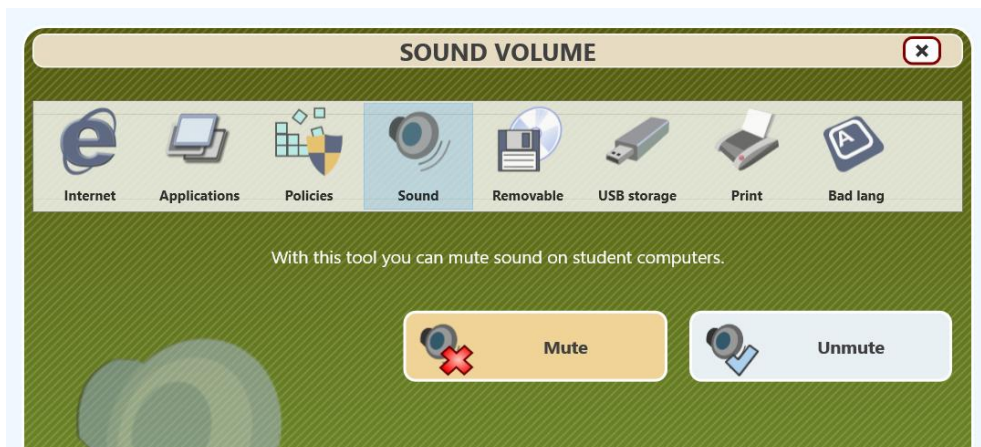 SOUND VOLUME
Internet Applications Policies Sound Removable USB storage Print Bad lang
With this tool you can mute sound on student computers.
Mute Unmute